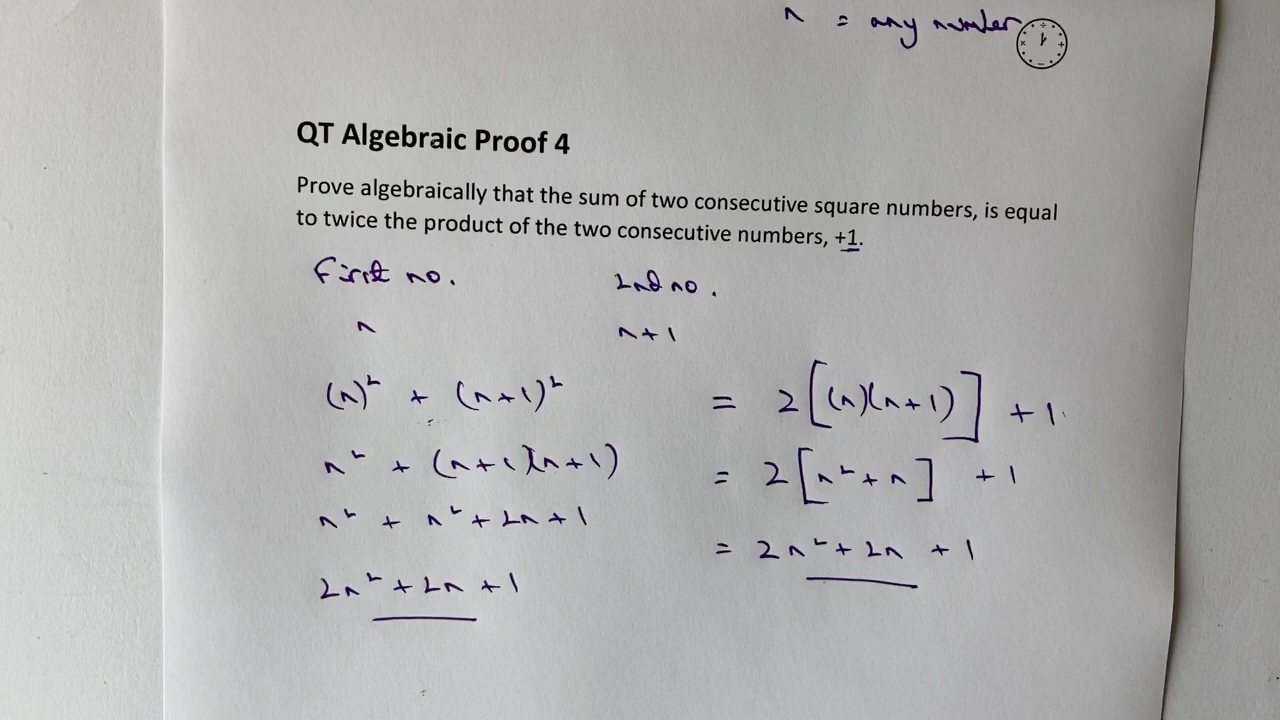 n = any number
QT Algebraic Proof 4
Prove algebraically that the sum of two consecutive square numbers, is equal
to twice the product of the two consecutive numbers, +1.
First no. 2nd no.
n n+1
(n)² + (n+1)² = 2[(n)(n+1)] +1
n² + (n+1)(n+1) = 2[n²+n] +1
n² + n² + 2n + 1 = 2n² + 2n + 1
2n² + 2n + 1